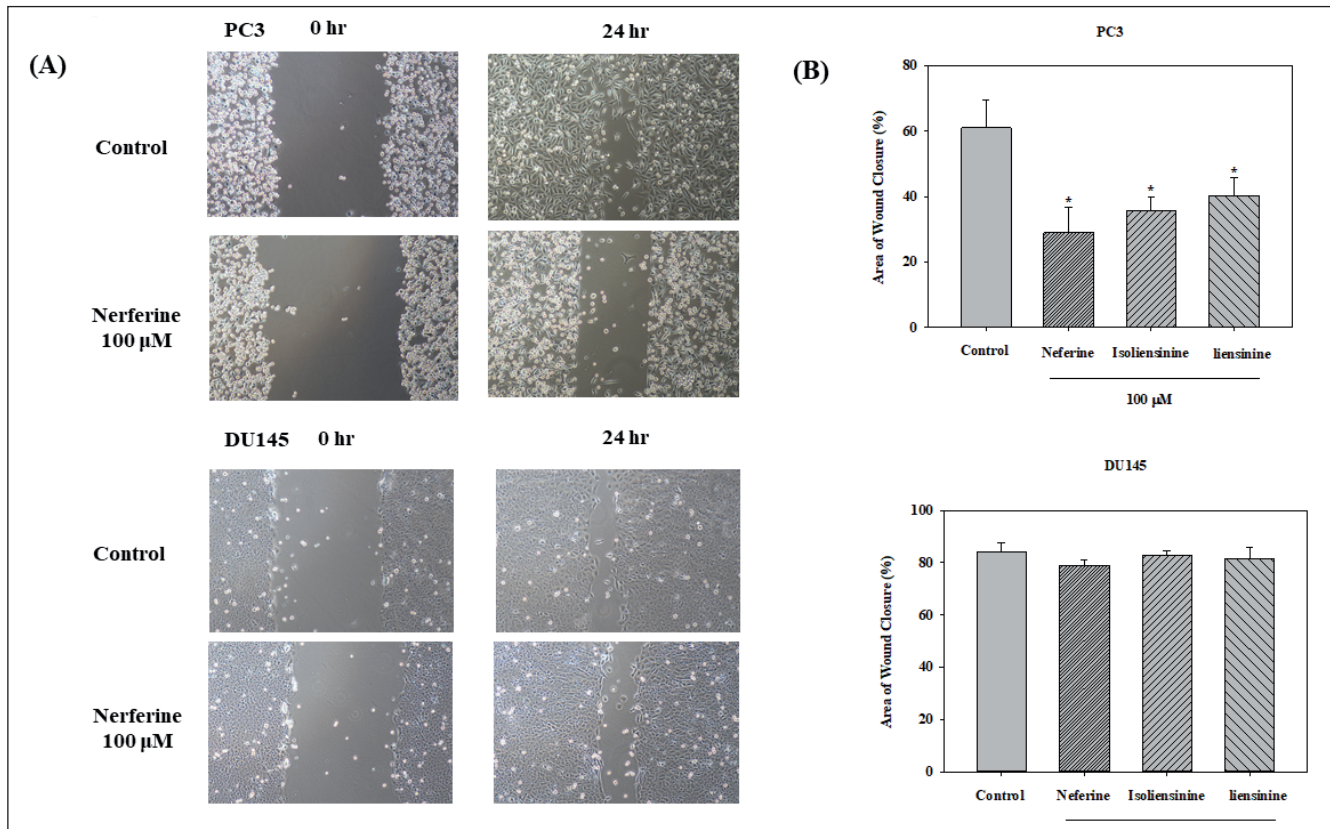 PC3 0 hr 24 hr
(A)
Control
Nerferine
100 µM
DU145 0 hr 24 hr
Control
Nerferine
100 µM
(B)
PC3
Area of Wound Closure (%)
80
60
40
20
0
* * *
Control Neferine Isoliensinine liensinine
100 µM
DU145
Area of Wound Closure (%)
100
80
60
40
20
0
Control Neferine Isoliensinine liensinine